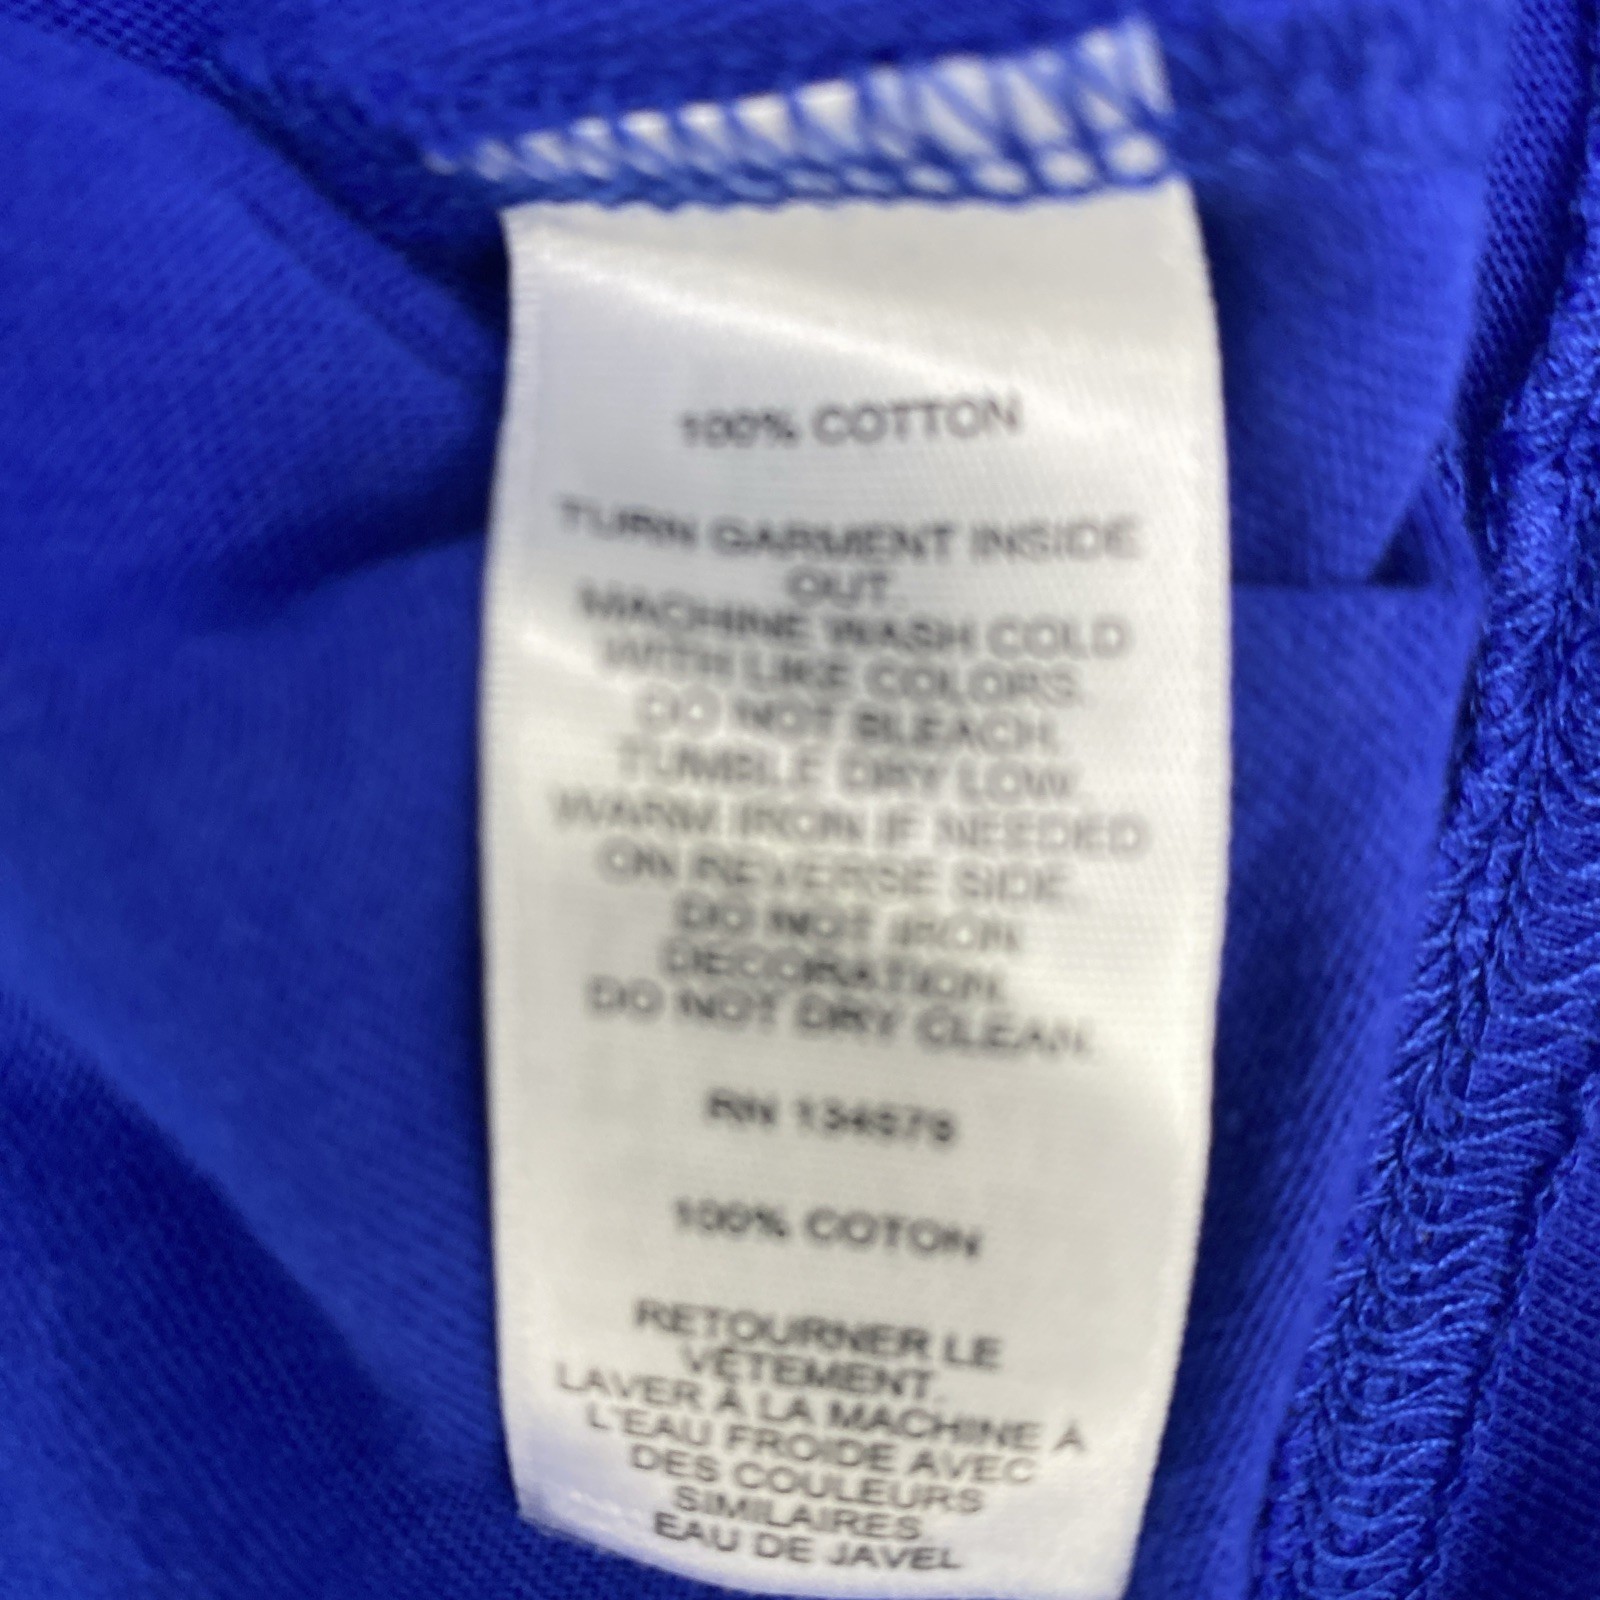 100% COTTON
TURN GARMENT INSIDE
OUT.
MACHINE WASH COLD
WITH LIKE COLORS.
DO NOT BLEACH.
TUMBLE DRY LOW.
WARM IRON IF NEEDED
ON REVERSE SIDE.
DO NOT IRON
DECORATION.
DO NOT DRY CLEAN.
RN
100% COTON
RETOURNER LE
VÊTEMENT.
LAVER À LA MACHINE À
L'EAU FROIDE AVEC
DES COULEURS
SIMILAIRES.
EAU DE JAVEL